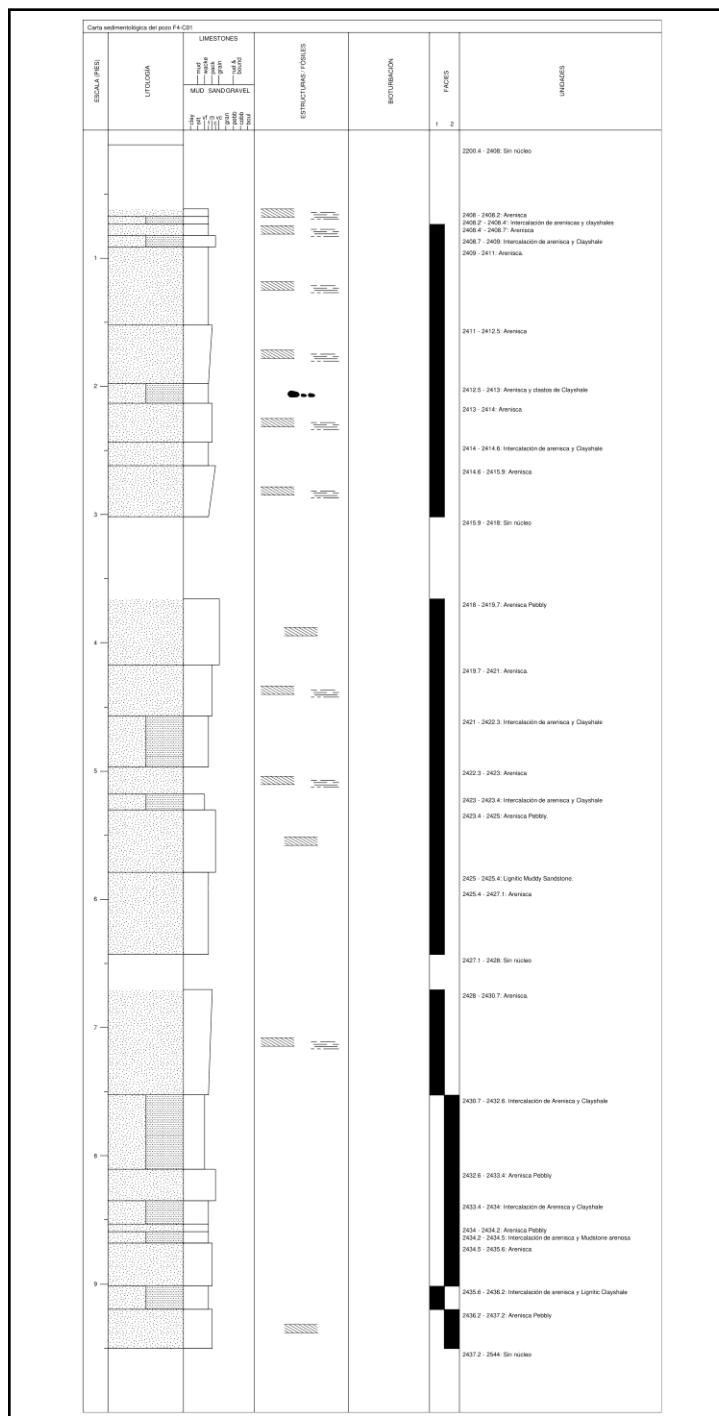 Carta sedimentológica del pozo F4-C01
ESCALA (PIES)
LITOLOGÍA
LIMESTONES
mud
wacke
pack
grain
rud &
bound
MUD SANDGRAVEL
clay
silt
vf
f
m
c
vc
gran
pebb
cobb
boul
ESTRUCTURAS / FÓSILES
BIOTURBACIÓN
FACIES
1 2
UNIDADES
2200.4 - 2408: Sin núcleo
2408 - 2408.2: Arenisca
2408.2' - 2408.4': Intercalación de areniscas y clayshales
2408.4' - 2408.7': Arenisca
2408.7 - 2409: Intercalación de arenisca y Clayshale
2409 - 2411: Arenisca.
1
2411 - 2412.5: Arenisca
2
2412.5 - 2413: Arenisca y clastos de Clayshale
2413 - 2414: Arenisca
2414 - 2414.6: Intercalación de arenisca y Clayshale
2414.6 - 2415.9: Arenisca
3
2415.9 - 2418: Sin núcleo
2418 - 2419,7: Arenisca Pebbly
4
2419.7 - 2421: Arenisca.
2421 - 2422.3: Intercalación de arenisca y Clayshale
5
2422.3 - 2423: Arenisca
2423 - 2423.4: Intercalación de arenisca y Clayshale
2423.4 - 2425: Arenisca Pebbly.
2425 - 2425.4: Lignitic Muddy Sandstone.
6
2425.4 - 2427.1: Arenisca
2427.1 - 2428: Sin núcleo
2428 - 2430.7: Arenisca.
7
2430.7 - 2432.6: Intercalación de Arenisca y Clayshale
8
2432.6 - 2433.4: Arenisca Pebbly
2433.4 - 2434: Intercalación de Arenisca y Clayshale
2434 - 2434.2: Arenisca Pebbly
2434.2 - 2434.5: Intercalación de arenisca y Mudstone arenosa
2434.5 - 2435.6: Arenisca
9
2435.6 - 2436.2: Intercalación de arenisca y Lignitic Clayshale
2436.2 - 2437.2: Arenisca Pebbly
2437.2 - 2544: Sin núcleo